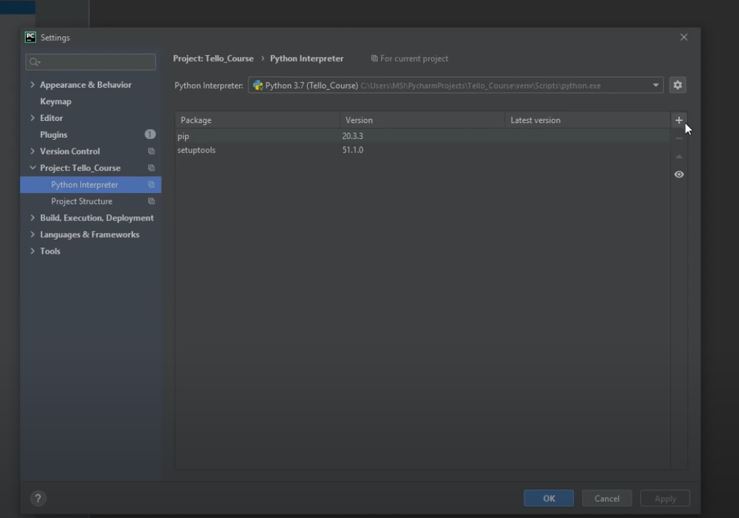 PC Settings
Project: Tello_Course › Python Interpreter For current project
Python Interpreter: Python 3.7 (Tello_Course) C:\Users\MSI\PycharmProjects\Tello_Course\venv\Scripts\python.exe
Appearance & Behavior
Keymap
Editor
Plugins 1
Version Control
Project: Tello_Course
Python Interpreter
Project Structure
Build, Execution, Deployment
Languages & Frameworks
Tools
Package Version Latest version
pip 20.3.3
setuptools 51.1.0
? OK Cancel Apply